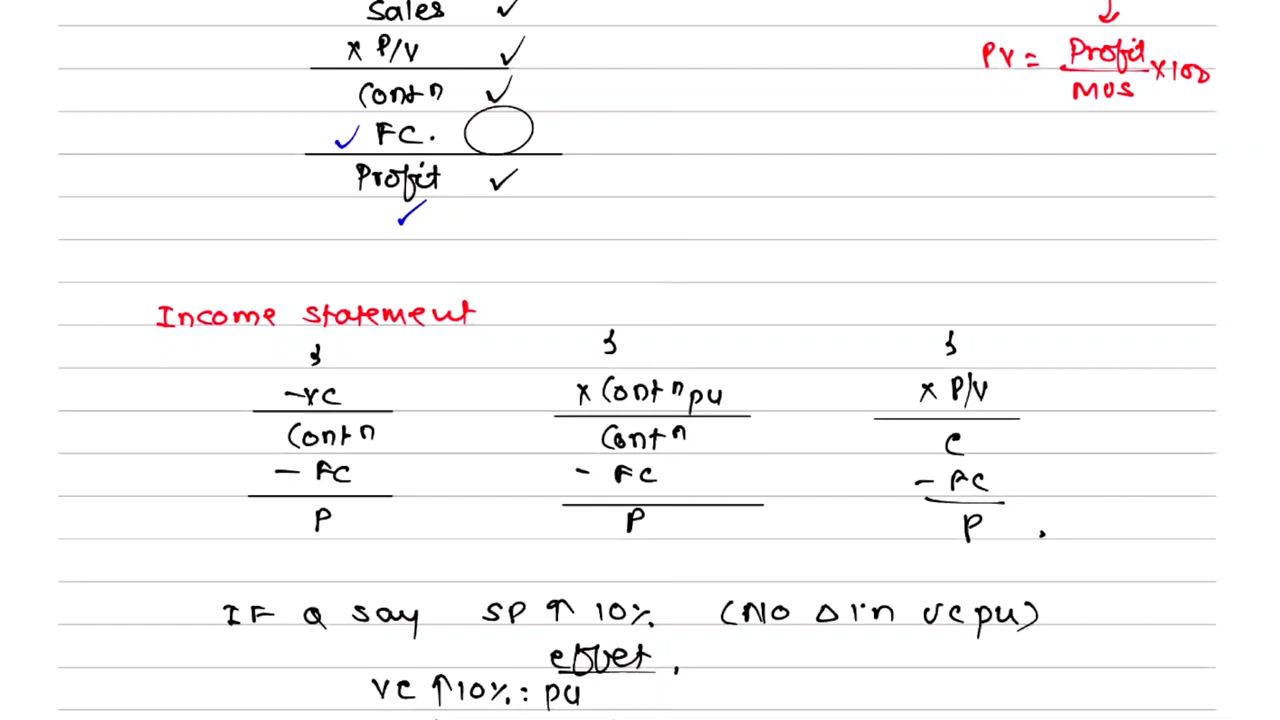 Sales ✓
x P/V ✓
Contn ✓
✓ FC.
Profit ✓
✓
PV = Profit/MOS x100
Income statement
-VC
Contn
- FC
P
x Contn pu
Contn
- FC
P
x P/V
C
- FC
P .
IF Q say SP ↑ 10% (No Δ in vc pu)
effect .
VC ↑10% : pu